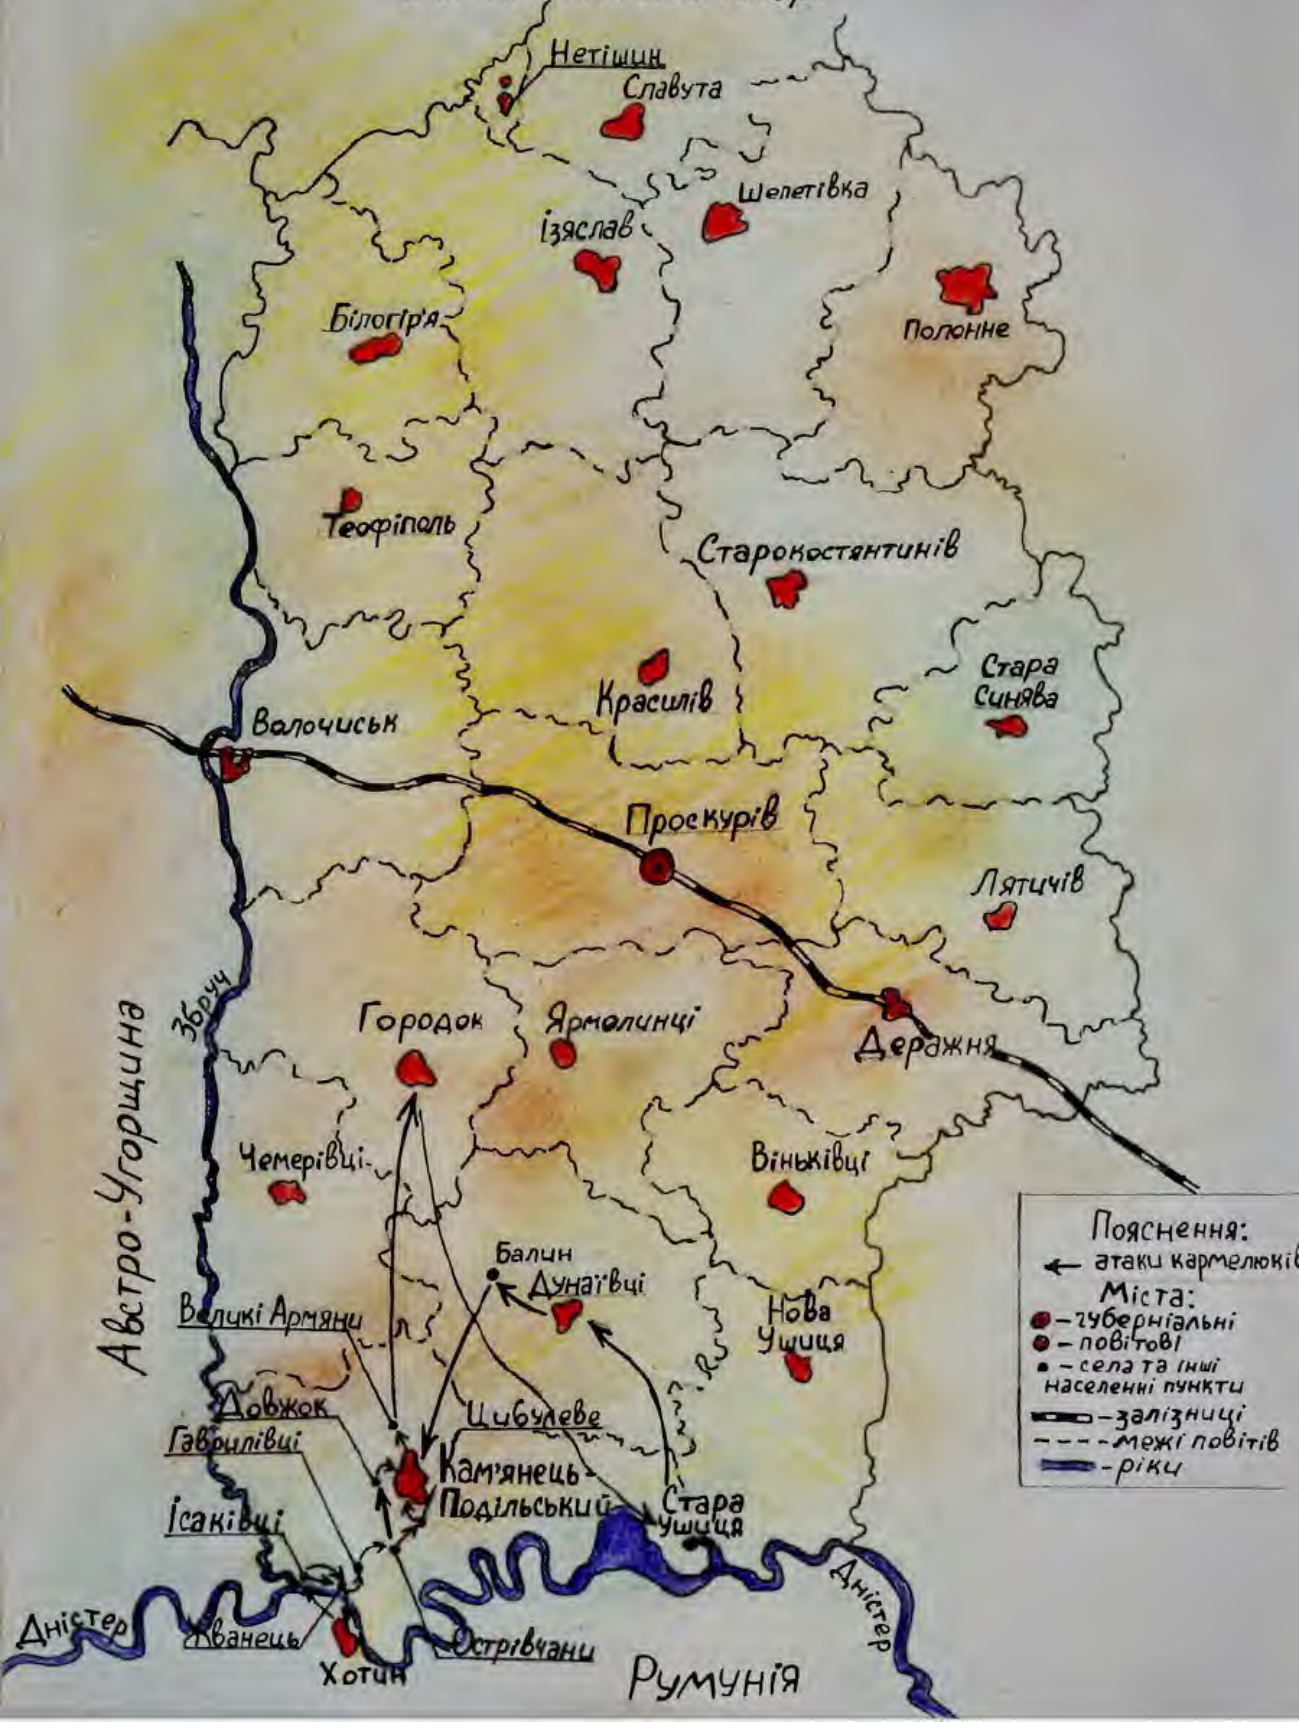 Нетішин
Славута
Шепетівка
Ізяслав
Білогір'я
Полонне
Теофіполь
Старокостянтинів
Стара
Синява
Красилів
Волочиськ
Проскурів
Лятичів
Збруч
Городок
Ярмолинці
Деражня
Австро-Угорщина
Чемерівці
Віньківці
Балин
Дунаївці
Великі Армяни
Нова
Ушиця
Довжок
Цибулеве
Гаврилівці
Кам'янець-
Подільський
Стара
Ушиця
Ісаківці
Дністер
Жванець
Острівчани
Хотин
Румунія
Дністер
Пояснення:
атаки кармелюків
Міста:
-губерніальні
-повітові
-села та інші
населенні пункти
-залізниці
-межі повітів
-ріки